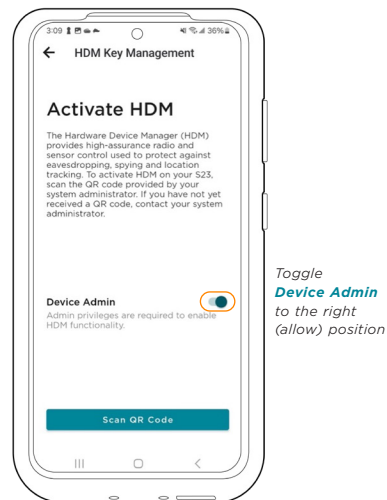 3:09 36%
HDM Key Management
Activate HDM
The Hardware Device Manager (HDM)
provides high-assurance radio and
sensor control used to protect against
eavesdropping, spying and location
tracking. To activate HDM on your S23,
scan the QR code provided by your
system administrator. If you have not yet
received a QR code, contact your system
administrator.
Toggle
Device Admin
to the right
(allow) position
Device Admin
Admin privileges are required to enable
HDM functionality.
Scan QR Code